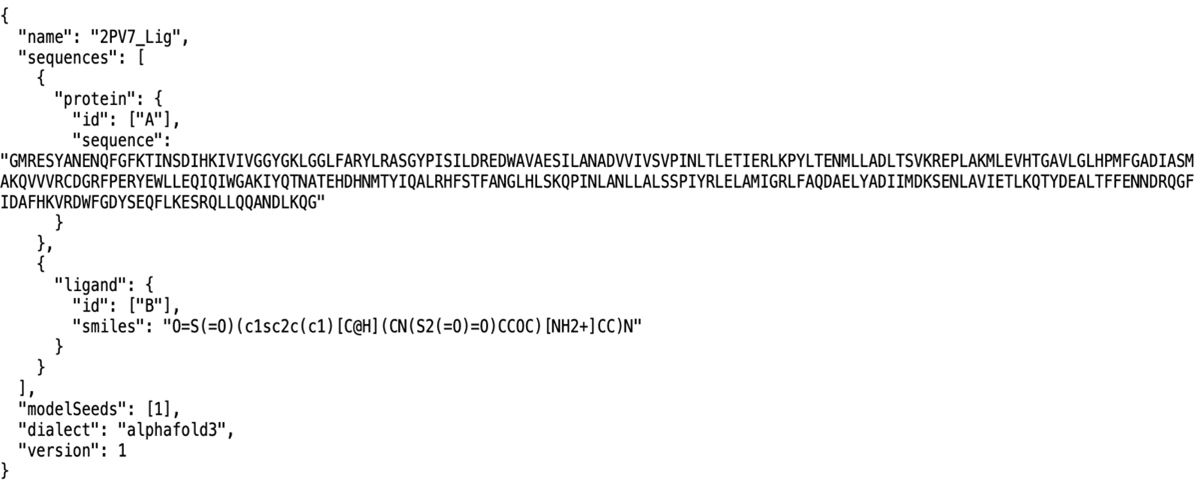 {
  "name": "2PV7_Lig",
  "sequences": [
    {
      "protein": {
        "id": ["A"],
        "sequence":
"GMRESYANENQFGFKTINSDIHKIVIVGGYGKLGGLFARYLRASGYPISILDREDWAVAESILANADVVIVSVPINLTLETIERLKPYLTENMLLADLTSVKREPLAKMLEVHTGAVLGLHPMFGADIASM
AKQVVVRCDGRFPERYEWLLEQIQIWGAKIYQTNATEHDHNMTYIQALRHFSTFANGLHLSKQPINLANLLALSSPIYRLELAMIGRLFAQDAELYADIIMDKSENLAVIETLKQTYDEALTFFENNDRQGF
IDAFHKVRDWFGDYSEQFLKESRQLLQQANDLKQG"
      }
    },
    {
      "ligand": {
        "id": ["B"],
        "smiles": "O=S(=O)(c1sc2c(c1)[C@H](CN(S2(=O)=O)CCOC)[NH2+]CC)N"
      }
    }
  ],
  "modelSeeds": [1],
  "dialect": "alphafold3",
  "version": 1
}